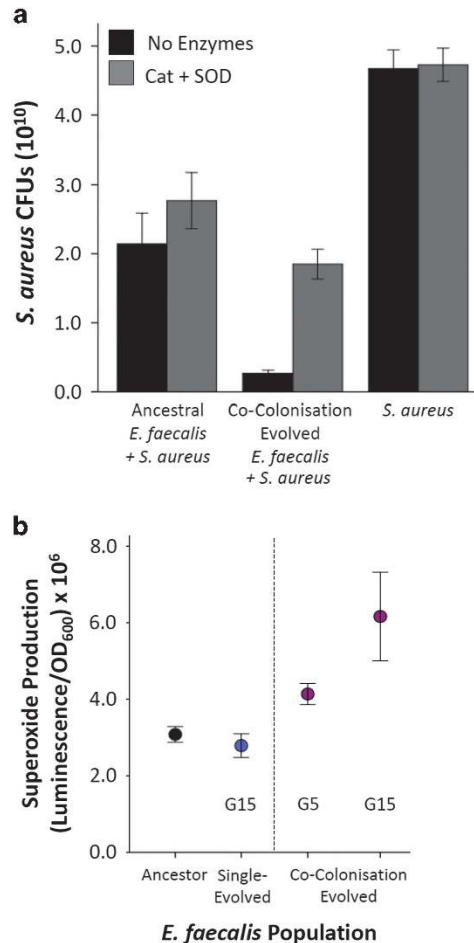 a
No Enzymes
Cat + SOD
S. aureus CFUs (10¹⁰)
5.0
4.0
3.0
2.0
1.0
0.0
Ancestral
E. faecalis
+ S. aureus
Co-Colonisation
Evolved
E. faecalis
+ S. aureus
S. aureus
b
Superoxide Production
(Luminescence/OD₆₀₀) x 10⁶
8.0
6.0
4.0
2.0
0.0
G15
G5
G15
Ancestor
Single-
Evolved
Co-Colonisation
Evolved
E. faecalis Population